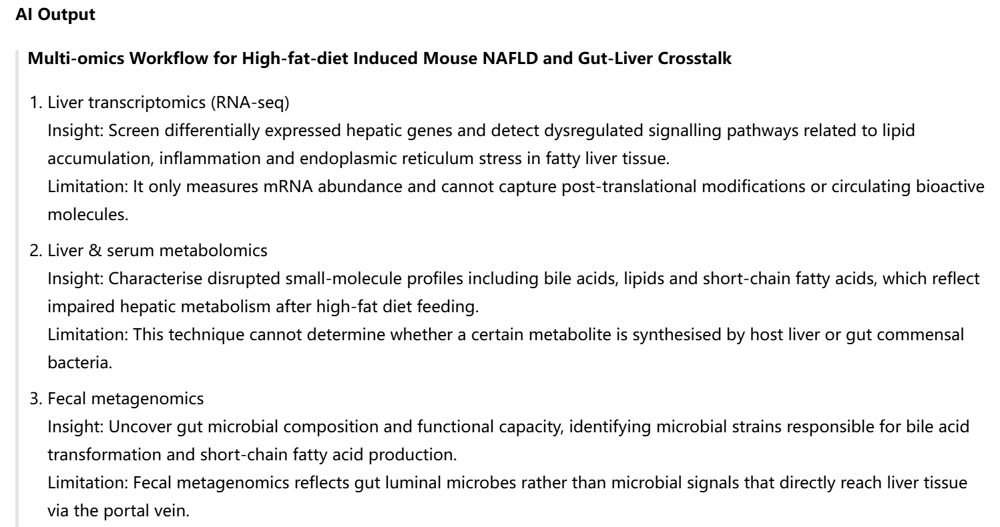 AI Output
Multi-omics Workflow for High-fat-diet Induced Mouse NAFLD and Gut-Liver Crosstalk
1. Liver transcriptomics (RNA-seq)
Insight: Screen differentially expressed hepatic genes and detect dysregulated signalling pathways related to lipid
accumulation, inflammation and endoplasmic reticulum stress in fatty liver tissue.
Limitation: It only measures mRNA abundance and cannot capture post-translational modifications or circulating bioactive
molecules.
2. Liver & serum metabolomics
Insight: Characterise disrupted small-molecule profiles including bile acids, lipids and short-chain fatty acids, which reflect
impaired hepatic metabolism after high-fat diet feeding.
Limitation: This technique cannot determine whether a certain metabolite is synthesised by host liver or gut commensal
bacteria.
3. Fecal metagenomics
Insight: Uncover gut microbial composition and functional capacity, identifying microbial strains responsible for bile acid
transformation and short-chain fatty acid production.
Limitation: Fecal metagenomics reflects gut luminal microbes rather than microbial signals that directly reach liver tissue
via the portal vein.